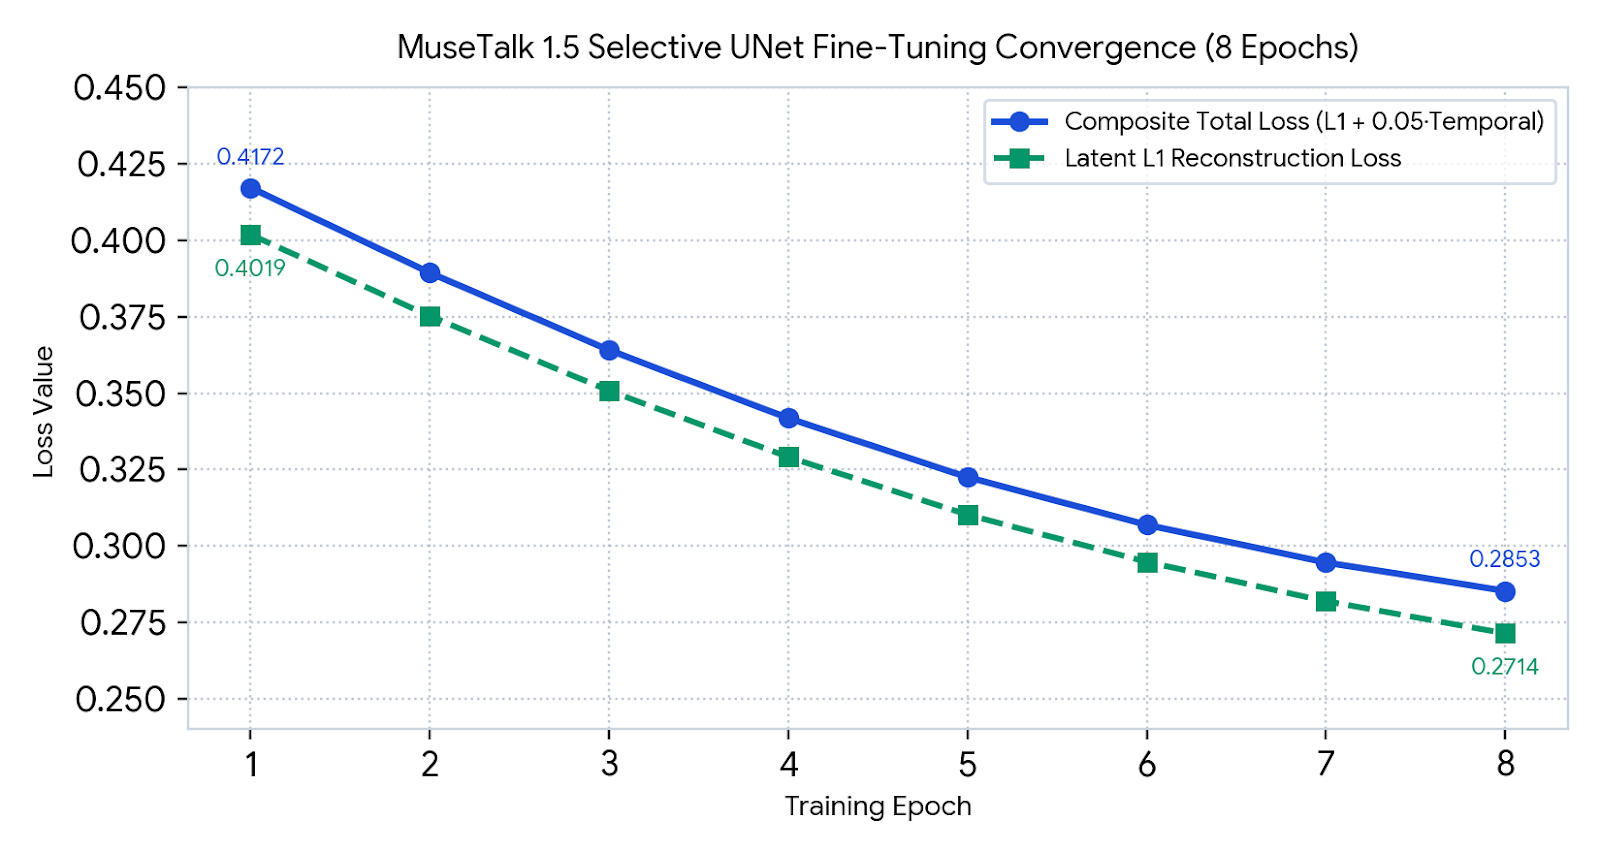 MuseTalk 1.5 Selective UNet Fine-Tuning Convergence (8 Epochs)
Composite Total Loss (L1 + 0.05·Temporal)
Latent L1 Reconstruction Loss
Loss Value
0.450
0.425
0.400
0.375
0.350
0.325
0.300
0.275
0.250
0.4172
0.4019
0.2853
0.2714
1 2 3 4 5 6 7 8
Training Epoch